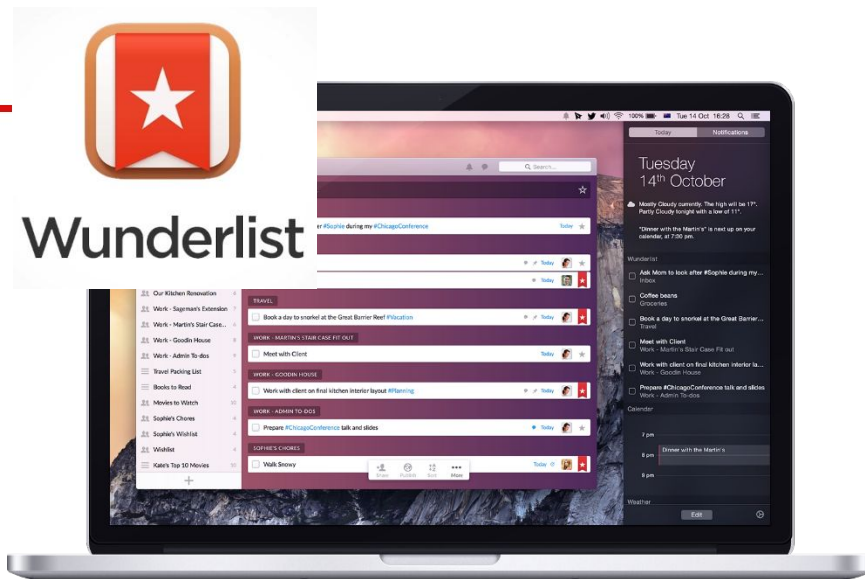 Wunderlist
100%
Tue 14 Oct 16:28
Search...
er #Sophie during my #ChicagoConference
Today
Today
Today
TRAVEL
Book a day to snorkel at the Great Barrier Reef #Vacation
Today
WORK - MARTIN'S STAIR CASE FIT OUT
Meet with Client
Today
WORK - GOODIN HOUSE
Work with client on final kitchen interior layout #Planning
Today
WORK - ADMIN TO-DOS
Prepare #ChicagoConference talk and slides
Today
SOPHIE'S CHORES
Walk Snowy
Today
Share
Publish
Sort
More
Our Kitchen Renovation
Work - Sageman's Extension
Work - Martin's Stair Case...
Work - Goodin House
Work - Admin To-dos
Travel Packing List
Books to Read
Movies to Watch
Sophie's Chores
Sophie's Wishlist
Wishlist
Kate's Top 10 Movies
Today
Notifications
Tuesday
14th October
Mostly Cloudy currently. The high will be 17°.
Partly Cloudy tonight with a low of 11°.
"Dinner with the Martin's" is next up on your
calendar, at 7:30 pm.
Wunderlist
Ask Mom to look after #Sophie during my...
Inbox
Coffee beans
Groceries
Book a day to snorkel at the Great Barrier...
Travel
Meet with Client
Work - Martin's Stair Case Fit out
Work with client on final kitchen interior la...
Work - Goodin House
Prepare #ChicagoConference talk and slides
Work - Admin To-dos
Calendar
7 pm
Dinner with the Martin's
8 pm
9 pm
Weather
Edit